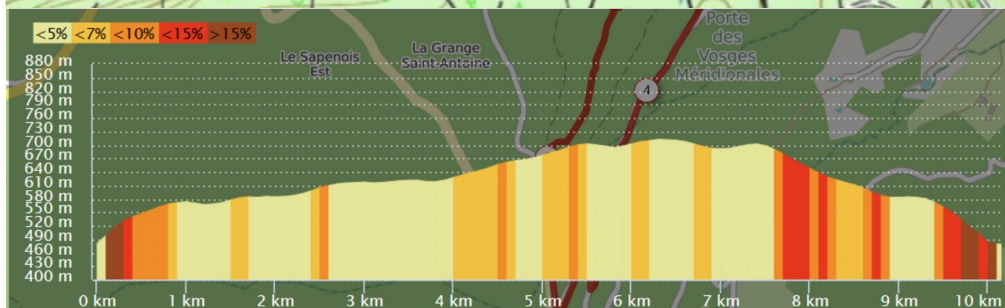 Porte
des
Vosges
Méridionales
<5% <7% <10% <15% >15%
Le Sapenois
Est
La Grange
Saint-Antoine
4
880 m
850 m
820 m
790 m
760 m
730 m
700 m
670 m
640 m
610 m
580 m
550 m
520 m
490 m
460 m
430 m
400 m
0 km 1 km 2 km 3 km 4 km 5 km 6 km 7 km 8 km 9 km 10 km